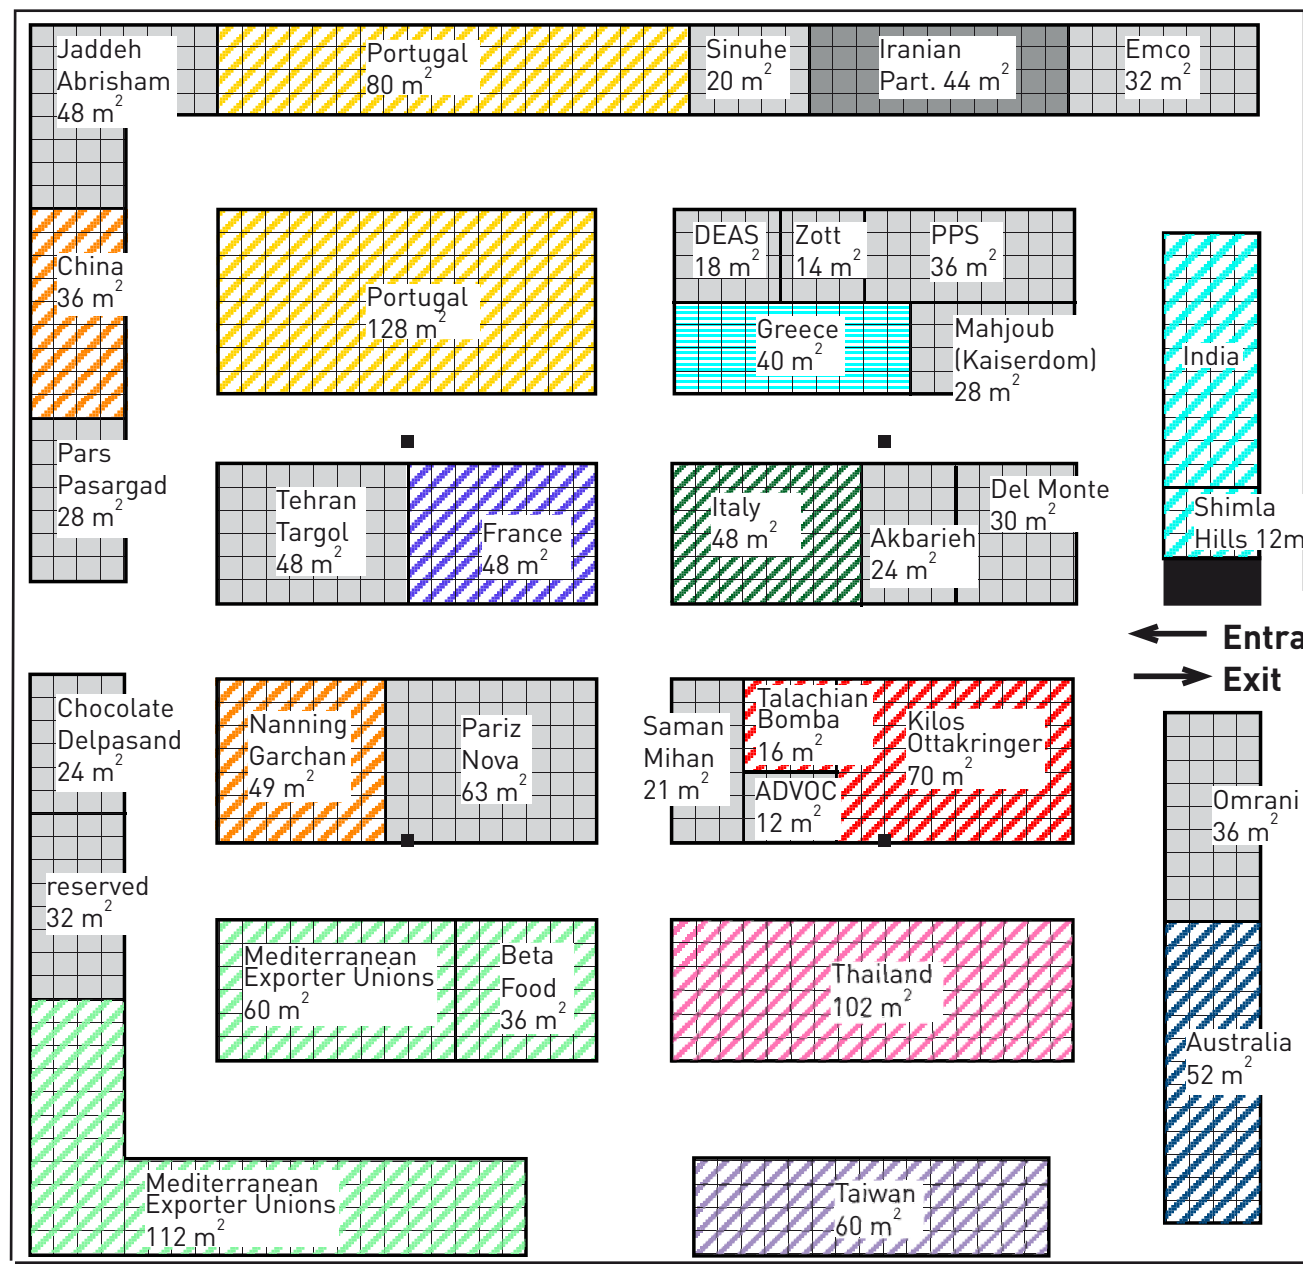 Jaddeh
Abrisham
48 m²
Portugal
80 m²
Sinuhe
20 m²
Iranian
Part. 44 m²
Emco
32 m²
China
36 m²
Portugal
128 m²
DEAS
18 m²
Zott
14 m²
PPS
36 m²
Greece
40 m²
Mahjoub
(Kaiserdom)
28 m²
India
Pars
Pasargad
28 m²
Tehran
Targol
48 m²
France
48 m²
Italy
48 m²
Akbarieh
24 m²
Del Monte
30 m²
Shimla
Hills 12m
Entra
Exit
Chocolate
Delpasand
24 m²
Nanning
Garchan
49 m²
Pariz
Nova
63 m²
Saman
Mihan
21 m²
Talachian
Bomba
16 m²
ADVOC
12 m²
Kilos
Ottakringer
70 m²
Omrani
36 m²
reserved
32 m²
Mediterranean
Exporter Unions
60 m²
Beta
Food
36 m²
Thailand
102 m²
Australia
52 m²
Mediterranean
Exporter Unions
112 m²
Taiwan
60 m²